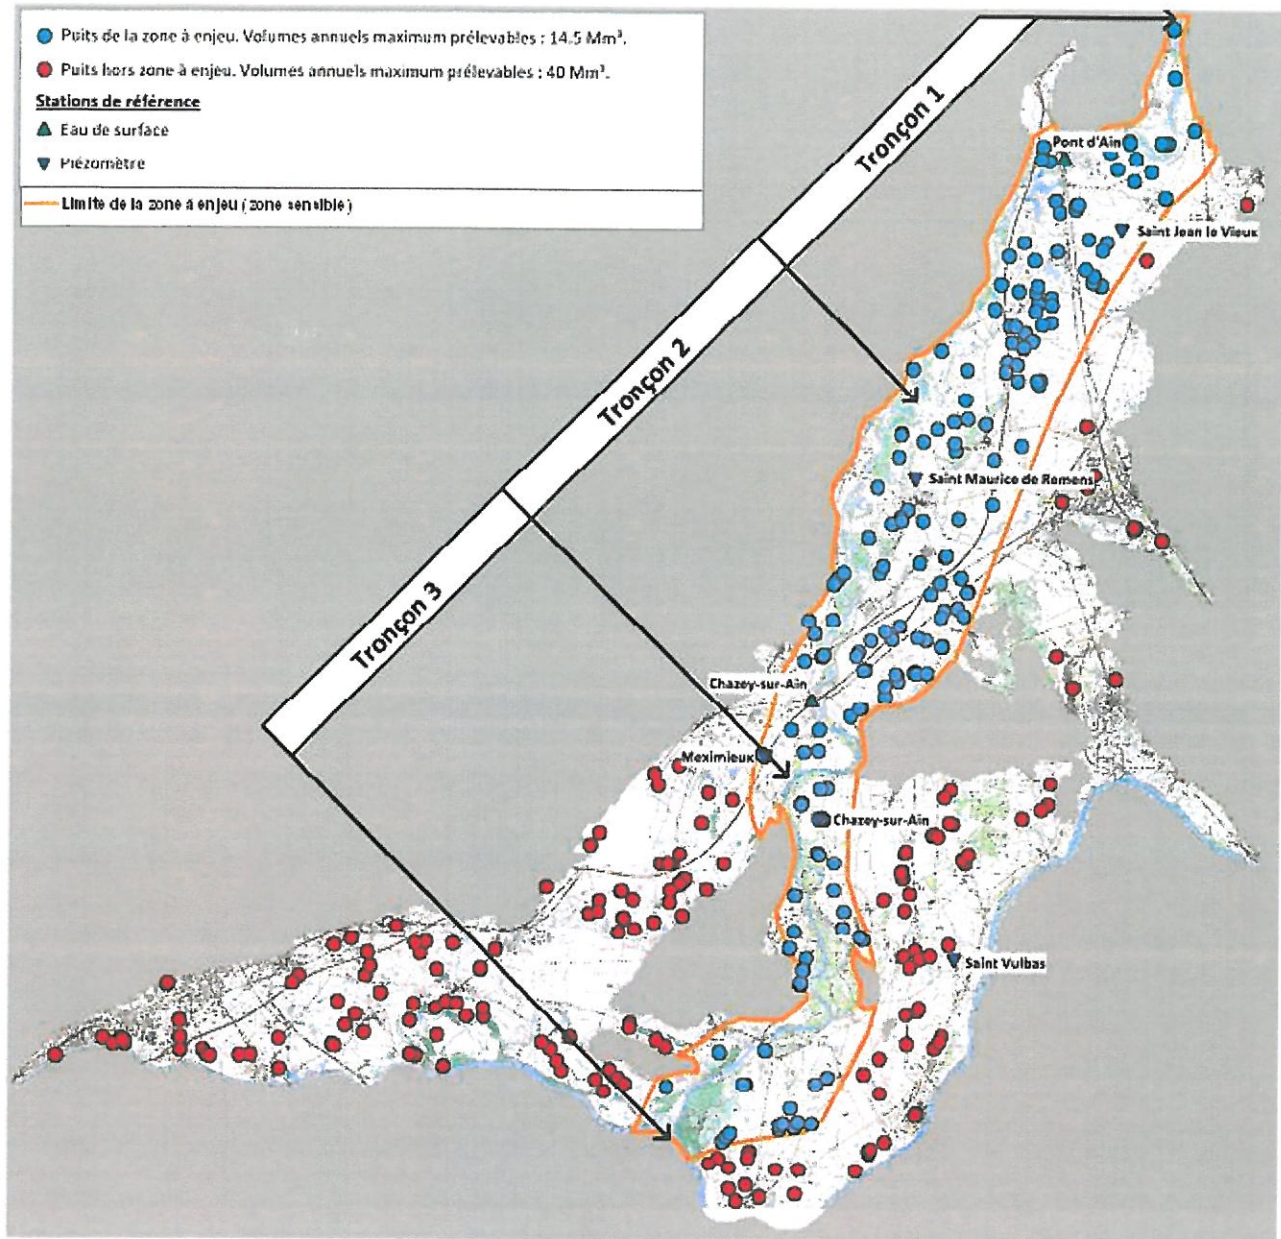 Puits de la zone à enjeu. Volumes annuels maximum prélevables : 14.5 Mm³.
Puits hors zone à enjeu. Volumes annuels maximum prélevables : 40 Mm³.
Stations de référence
Eau de surface
Piézomètre
Limite de la zone à enjeu ( zone sensible )
Tronçon 1
Pont d'Ain
Saint Jean le Vieux
Tronçon 2
Saint Maurice de Remens
Tronçon 3
Chazey-sur-Ain
Meximieux
Chazey-sur-Ain
Saint Vulbas